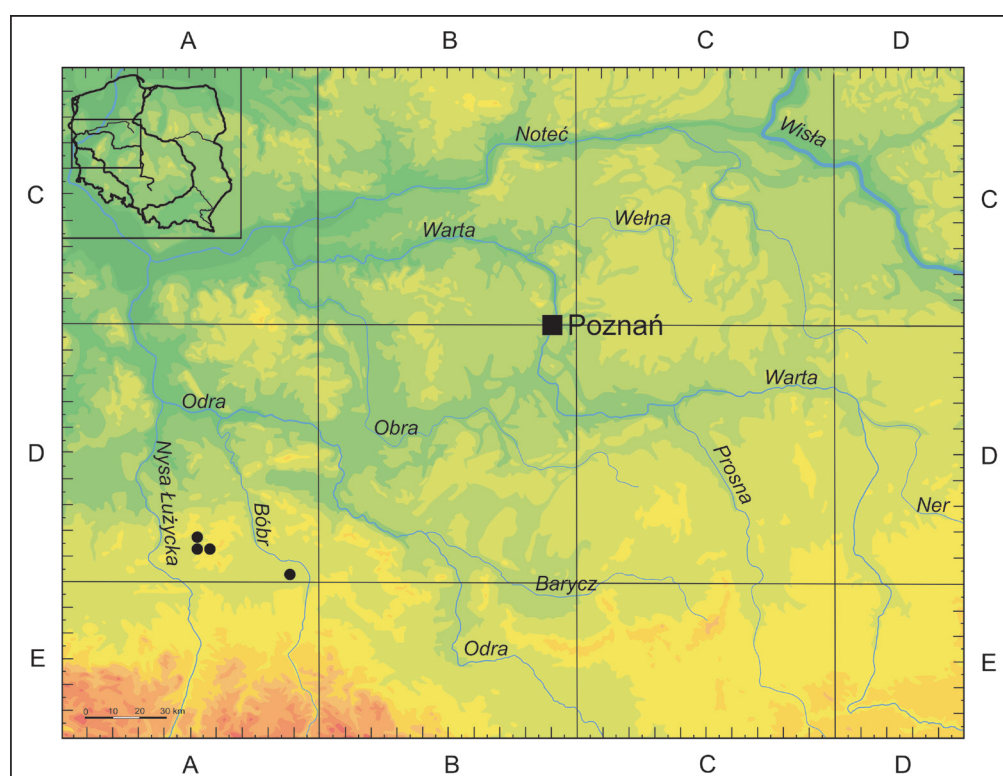 A B C D
Noteć
Wisła
C C
Wełna
Warta
Poznań
Warta
Odra
Obra
D D
Nysa Łużycka
Prosna
Bóbr
Ner
Barycz
Odra
E E
0 10 20 30 km
A B C D